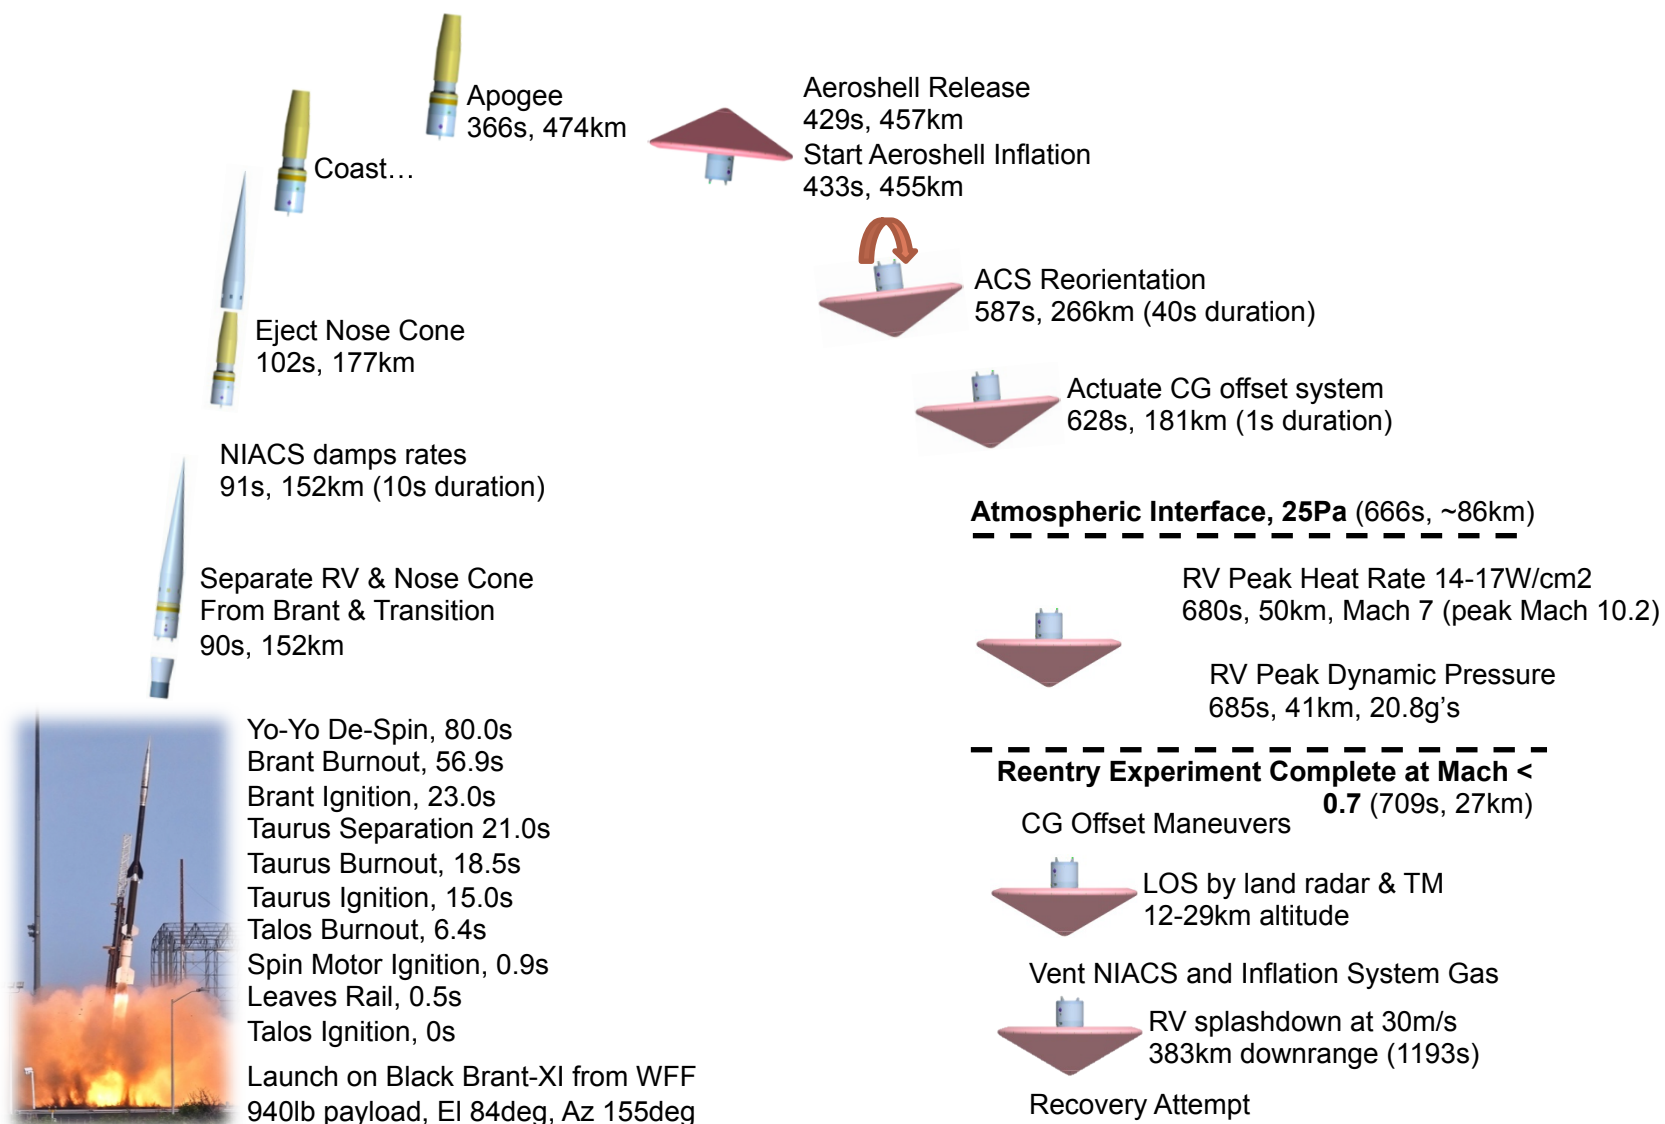 Apogee
366s, 474km
Coast…
Eject Nose Cone
102s, 177km
NIACS damps rates
91s, 152km (10s duration)
Separate RV & Nose Cone
From Brant & Transition
90s, 152km
Yo-Yo De-Spin, 80.0s
Brant Burnout, 56.9s
Brant Ignition, 23.0s
Taurus Separation 21.0s
Taurus Burnout, 18.5s
Taurus Ignition, 15.0s
Talos Burnout, 6.4s
Spin Motor Ignition, 0.9s
Leaves Rail, 0.5s
Talos Ignition, 0s
Launch on Black Brant-XI from WFF
940lb payload, El 84deg, Az 155deg
Aeroshell Release
429s, 457km
Start Aeroshell Inflation
433s, 455km
ACS Reorientation
587s, 266km (40s duration)
Actuate CG offset system
628s, 181km (1s duration)
Atmospheric Interface, 25Pa (666s, ~86km)
RV Peak Heat Rate 14-17W/cm2
680s, 50km, Mach 7 (peak Mach 10.2)
RV Peak Dynamic Pressure
685s, 41km, 20.8g’s
Reentry Experiment Complete at Mach <
0.7 (709s, 27km)
CG Offset Maneuvers
LOS by land radar & TM
12-29km altitude
Vent NIACS and Inflation System Gas
RV splashdown at 30m/s
383km downrange (1193s)
Recovery Attempt